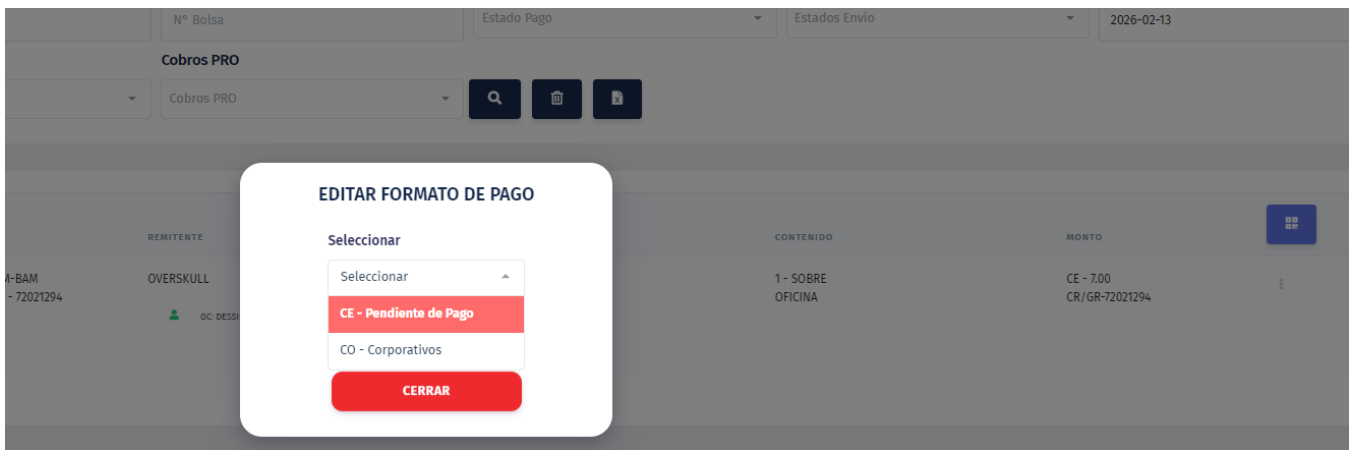 N° Bolsa
Estado Pago
Estados Envío
2026-02-13
Cobros PRO
Cobros PRO
EDITAR FORMATO DE PAGO
Seleccionar
Seleccionar
CE - Pendiente de Pago
CO - Corporativos
CERRAR
REMITENTE
CONTENIDO
MONTO
M-BAM
- 72021294
OVERSKULL
GC: DESSI
1 - SOBRE
OFICINA
CE - 7.00
CR/GR-72021294